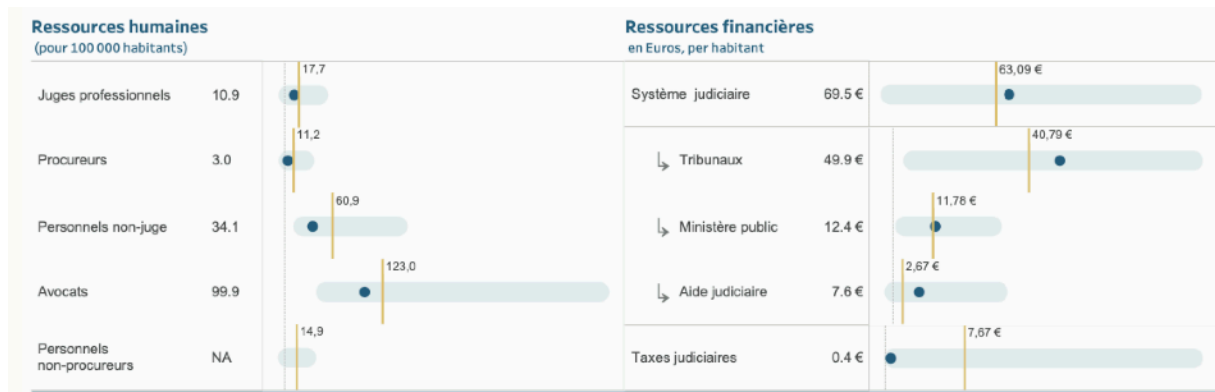 Ressources humaines
(pour 100 000 habitants)
17,7
Juges professionnels 10.9
11,2
Procureurs 3.0
60,9
Personnels non-juge 34.1
123,0
Avocats 99.9
14,9
Personnels
non-procureurs NA
Ressources financières
en Euros, per habitant
63,09 €
Système judiciaire 69.5 €
40,79 €
Tribunaux 49.9 €
11,78 €
Ministère public 12.4 €
2,67 €
Aide judiciaire 7.6 €
7,67 €
Taxes judiciaires 0.4 €